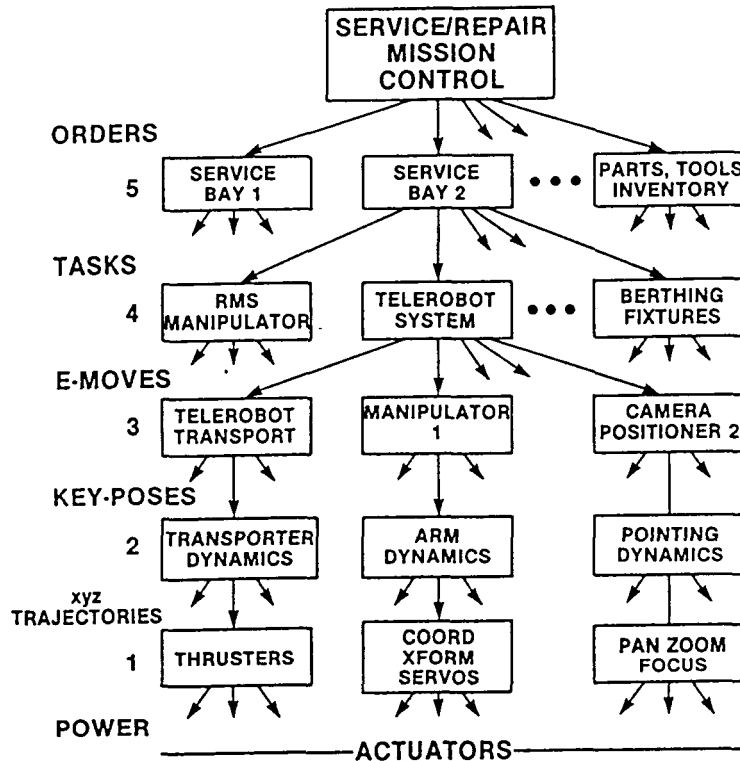 SERVICE/REPAIR
MISSION
CONTROL
ORDERS
5
SERVICE
BAY 1
SERVICE
BAY 2
PARTS, TOOLS
INVENTORY
TASKS
4
RMS
MANIPULATOR
TELEROBOT
SYSTEM
BERTHING
FIXTURES
E-MOVES
3
TELEROBOT
TRANSPORT
MANIPULATOR
1
CAMERA
POSITIONER 2
KEY-POSES
2
TRANSPORTER
DYNAMICS
ARM
DYNAMICS
POINTING
DYNAMICS
xyz
TRAJECTORIES
1
THRUSTERS
COORD
XFORM
SERVOS
PAN ZOOM
FOCUS
POWER
ACTUATORS